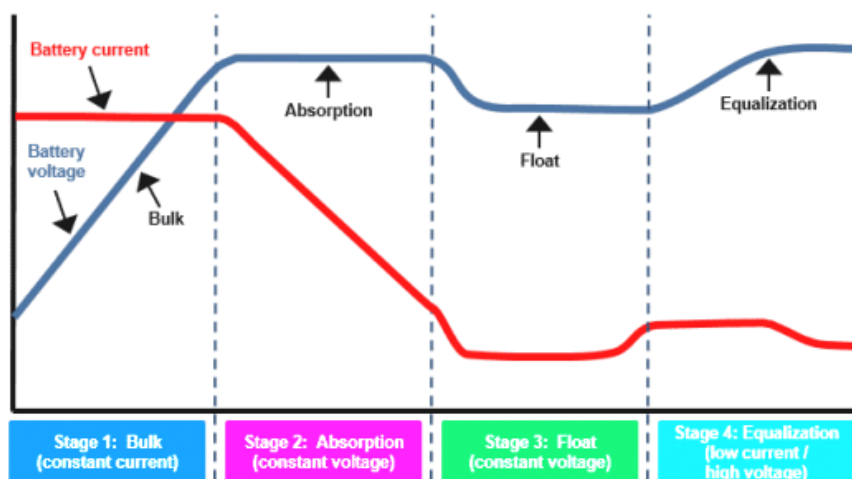 Battery current
Absorption
Equalization
Float
Battery
voltage
Bulk
Stage 1: Bulk
(constant current)
Stage 2: Absorption
(constant voltage)
Stage 3: Float
(constant voltage)
Stage 4: Equalization
(low current /
high voltage)